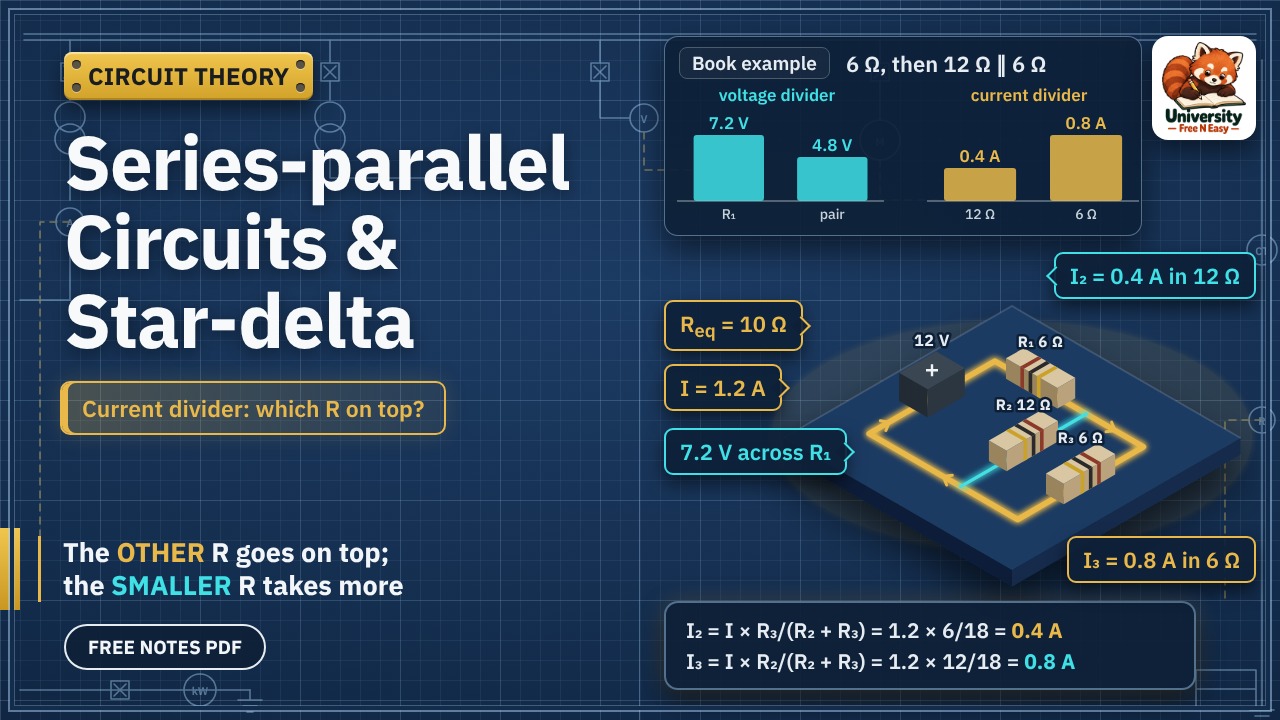 CIRCUIT THEORY
Series-parallel
Circuits &
Star-delta
Current divider: which R on top?
The OTHER R goes on top;
the SMALLER R takes more
FREE NOTES PDF
Book example
6 Ω, then 12 Ω ∥ 6 Ω
voltage divider
current divider
7.2 V
4.8 V
0.4 A
0.8 A
R₁
pair
12 Ω
6 Ω
University
Free N Easy
I₂ = 0.4 A in 12 Ω
Req = 10 Ω
I = 1.2 A
7.2 V across R₁
12 V
+
R₁ 6 Ω
R₂ 12 Ω
R₃ 6 Ω
I₃ = 0.8 A in 6 Ω
I₂ = I × R₃/(R₂ + R₃) = 1.2 × 6/18 = 0.4 A
I₃ = I × R₂/(R₂ + R₃) = 1.2 × 12/18 = 0.8 A
V
kW